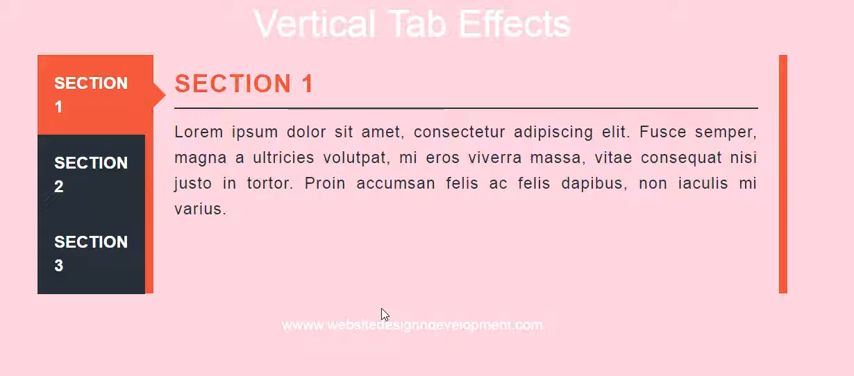 Vertical Tab Effects
SECTION
1
SECTION
2
SECTION
3
SECTION 1
Lorem ipsum dolor sit amet, consectetur adipiscing elit. Fusce semper,
magna a ultricies volutpat, mi eros viverra massa, vitae consequat nisi
justo in tortor. Proin accumsan felis ac felis dapibus, non iaculis mi
varius.